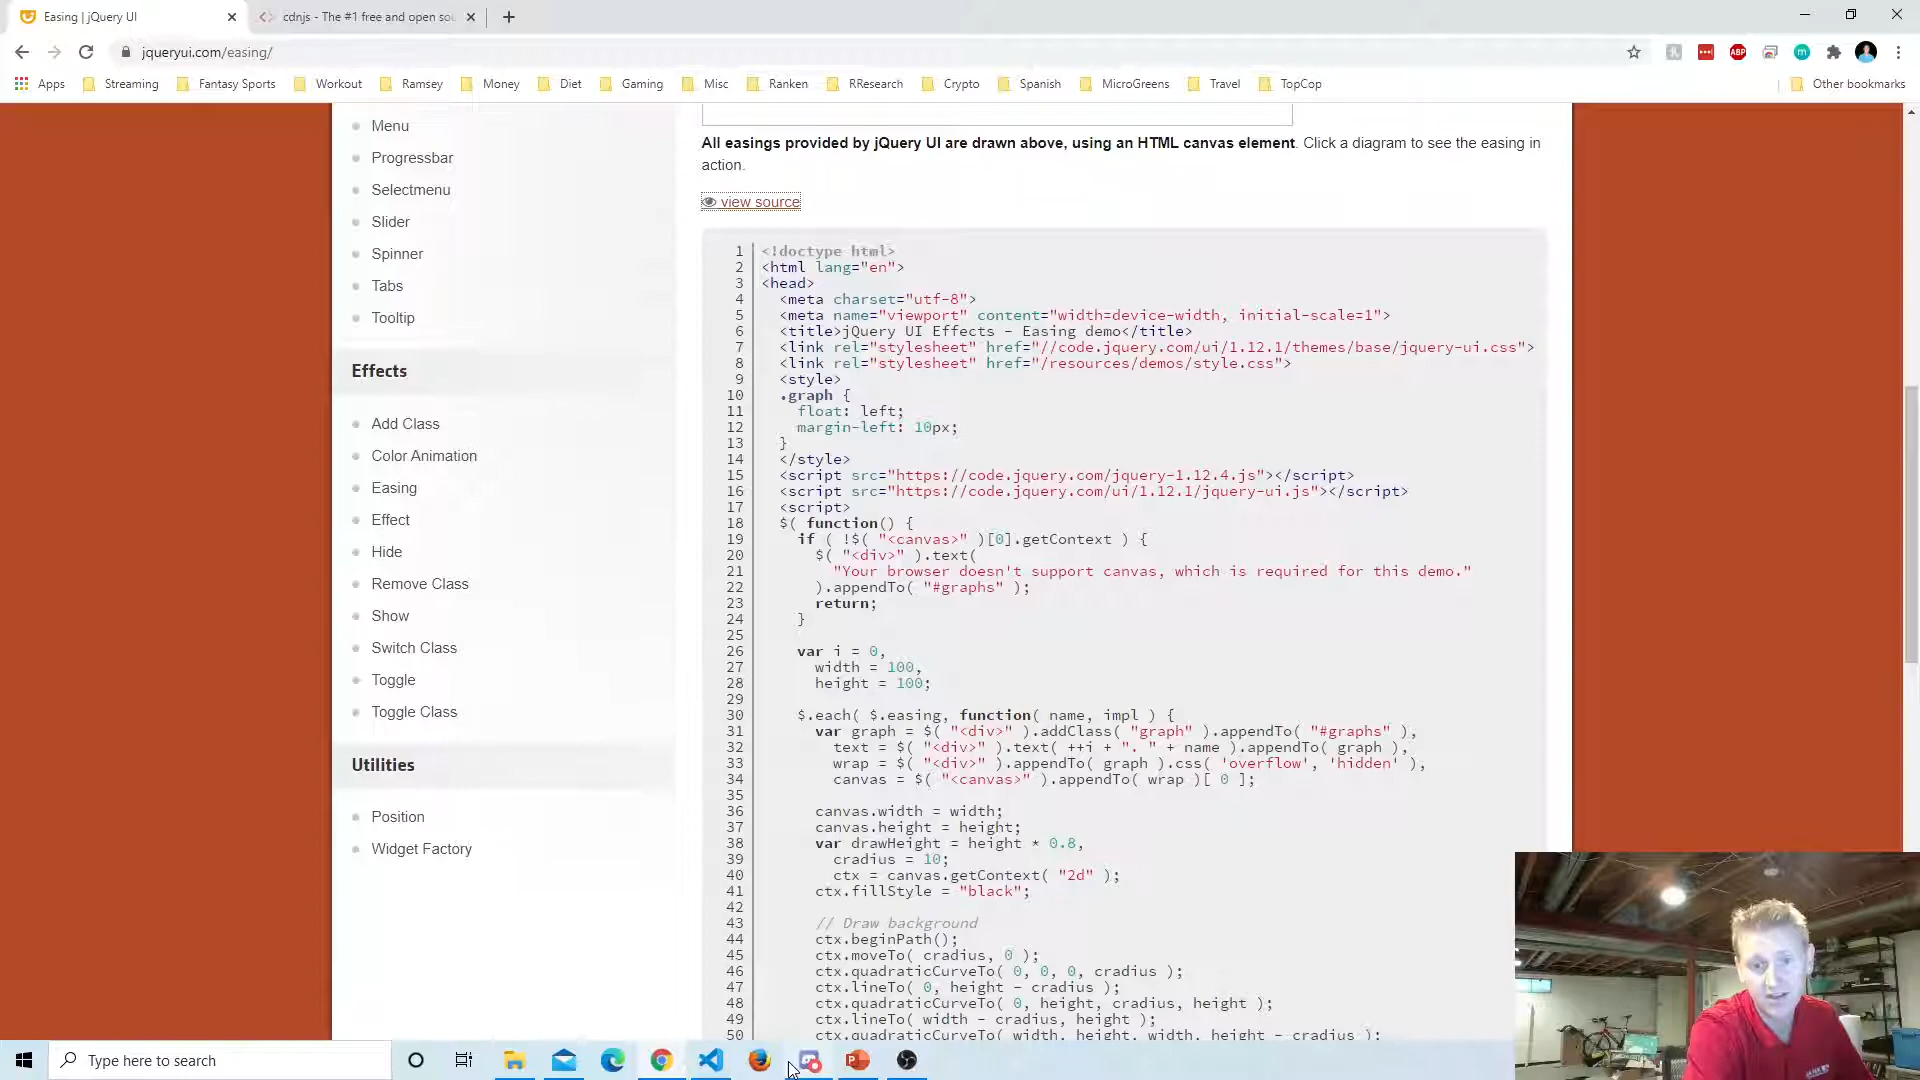 Easing | jQuery UI
cdnjs - The #1 free and open sou
jqueryui.com/easing/
ABP
m
Apps
Streaming
Fantasy Sports
Workout
Ramsey
Money
Diet
Gaming
Misc
Ranken
RResearch
Crypto
Spanish
MicroGreens
Travel
TopCop
Other bookmarks
Menu
Progressbar
Selectmenu
Slider
Spinner
Tabs
Tooltip
Effects
Add Class
Color Animation
Easing
Effect
Hide
Remove Class
Show
Switch Class
Toggle
Toggle Class
Utilities
Position
Widget Factory
All easings provided by jQuery UI are drawn above, using an HTML canvas element. Click a diagram to see the easing in
action.
view source
1 <!doctype html>
2 <html lang="en">
3 <head>
4 <meta charset="utf-8">
5 <meta name="viewport" content="width=device-width, initial-scale=1">
6 <title>jQuery UI Effects - Easing demo</title>
7 <link rel="stylesheet" href="//code.jquery.com/ui/1.12.1/themes/base/jquery-ui.css">
8 <link rel="stylesheet" href="/resources/demos/style.css">
9 <style>
10 .graph {
11 float: left;
12 margin-left: 10px;
13 }
14 </style>
15 <script src="https://code.jquery.com/jquery-1.12.4.js"></script>
16 <script src="https://code.jquery.com/ui/1.12.1/jquery-ui.js"></script>
17 <script>
18 $( function() {
19 if ( !$( "<canvas>" )[0].getContext ) {
20 $( "<div>" ).text(
21 "Your browser doesn't support canvas, which is required for this demo."
22 ).appendTo( "#graphs" );
23 return;
24 }
25
26 var i = 0,
27 width = 100,
28 height = 100;
29
30 $.each( $.easing, function( name, impl ) {
31 var graph = $( "<div>" ).addClass( "graph" ).appendTo( "#graphs" ),
32 text = $( "<div>" ).text( ++i + ". " + name ).appendTo( graph ),
33 wrap = $( "<div>" ).appendTo( graph ).css( 'overflow', 'hidden' ),
34 canvas = $( "<canvas>" ).appendTo( wrap )[ 0 ];
35
36 canvas.width = width;
37 canvas.height = height;
38 var drawHeight = height * 0.8,
39 cradius = 10;
40 ctx = canvas.getContext( "2d" );
41 ctx.fillStyle = "black";
42
43 // Draw background
44 ctx.beginPath();
45 ctx.moveTo( cradius, 0 );
46 ctx.quadraticCurveTo( 0, 0, 0, cradius );
47 ctx.lineTo( 0, height - cradius );
48 ctx.quadraticCurveTo( 0, height, cradius, height );
49 ctx.lineTo( width - cradius, height );
50 ctx.quadraticCurveTo( width, height, width, height - cradius );
Type here to search